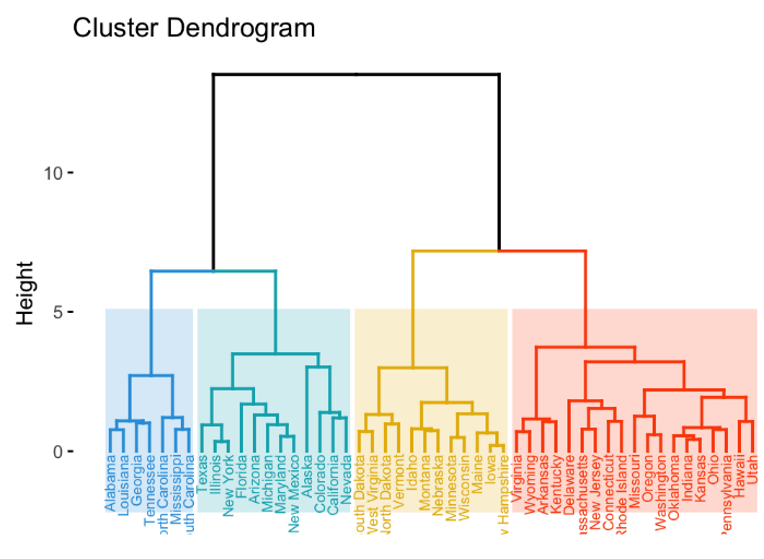 Cluster Dendrogram
Height
10
5
0
Alabama
Louisiana
Georgia
Tennessee
orth Carolina
Mississippi
uth Carolina
Texas
Illinois
New York
Florida
Arizona
Michigan
Maryland
New Mexico
Alaska
Colorado
California
Nevada
outh Dakota
West Virginia
North Dakota
Vermont
Idaho
Montana
Nebraska
Minnesota
Wisconsin
Maine
Iowa
w Hampshire
Virginia
Wyoming
Arkansas
Kentucky
Delaware
assachusetts
New Jersey
Connecticut
Rhode Island
Missouri
Oregon
Washington
Oklahoma
Indiana
Kansas
Ohio
Pennsylvania
Hawaii
Utah